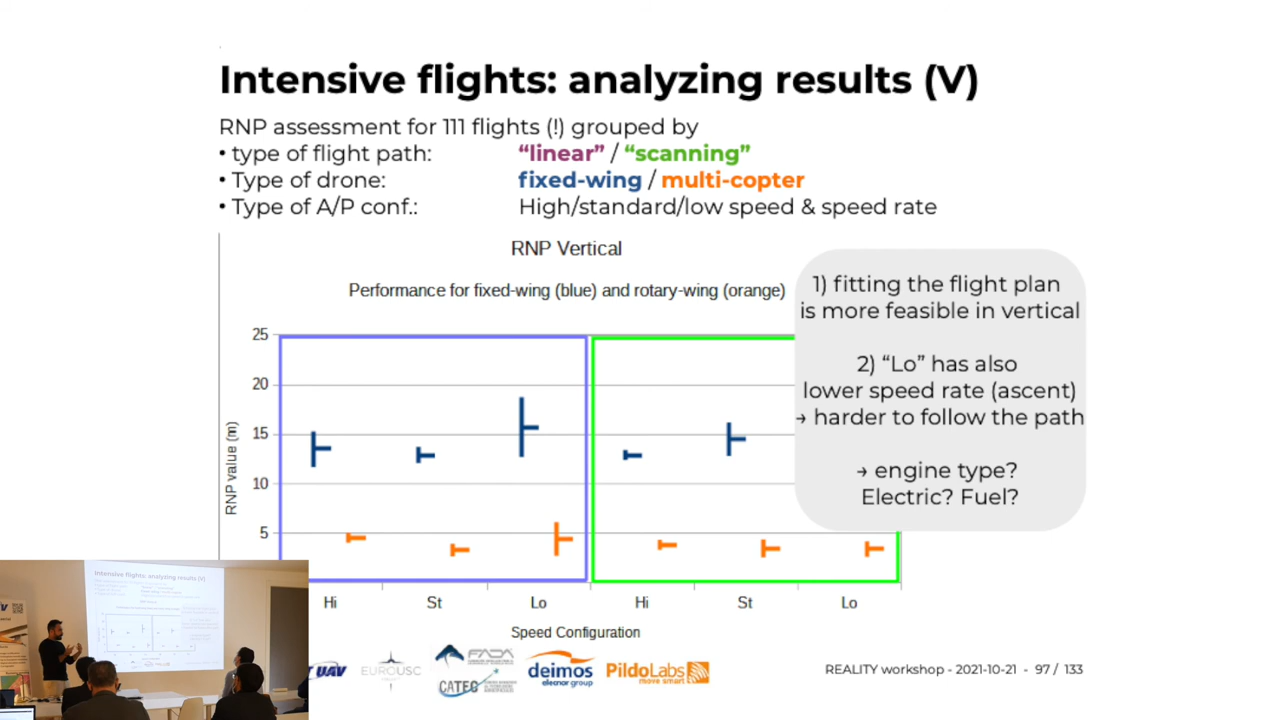 Intensive flights: analyzing results (V)
RNP assessment for 111 flights (!) grouped by
• type of flight path: “linear” / “scanning”
• Type of drone: fixed-wing / multi-copter
• Type of A/P conf.: High/standard/low speed & speed rate
RNP Vertical
Performance for fixed-wing (blue) and rotary-wing (orange)
1) fitting the flight plan
is more feasible in vertical
2) “Lo” has also
lower speed rate (ascent)
→ harder to follow the path
→ engine type?
Electric? Fuel?
RNP value (m)
25
20
15
10
5
Hi St Lo Hi St Lo
Speed Configuration
Intensive flights: analyzing results (V)
UAV
EUROUSC
FADA
CATEC
deimos
elecnor group
PildoLabs
move smart
REALITY workshop - 2021-10-21 - 97 / 133